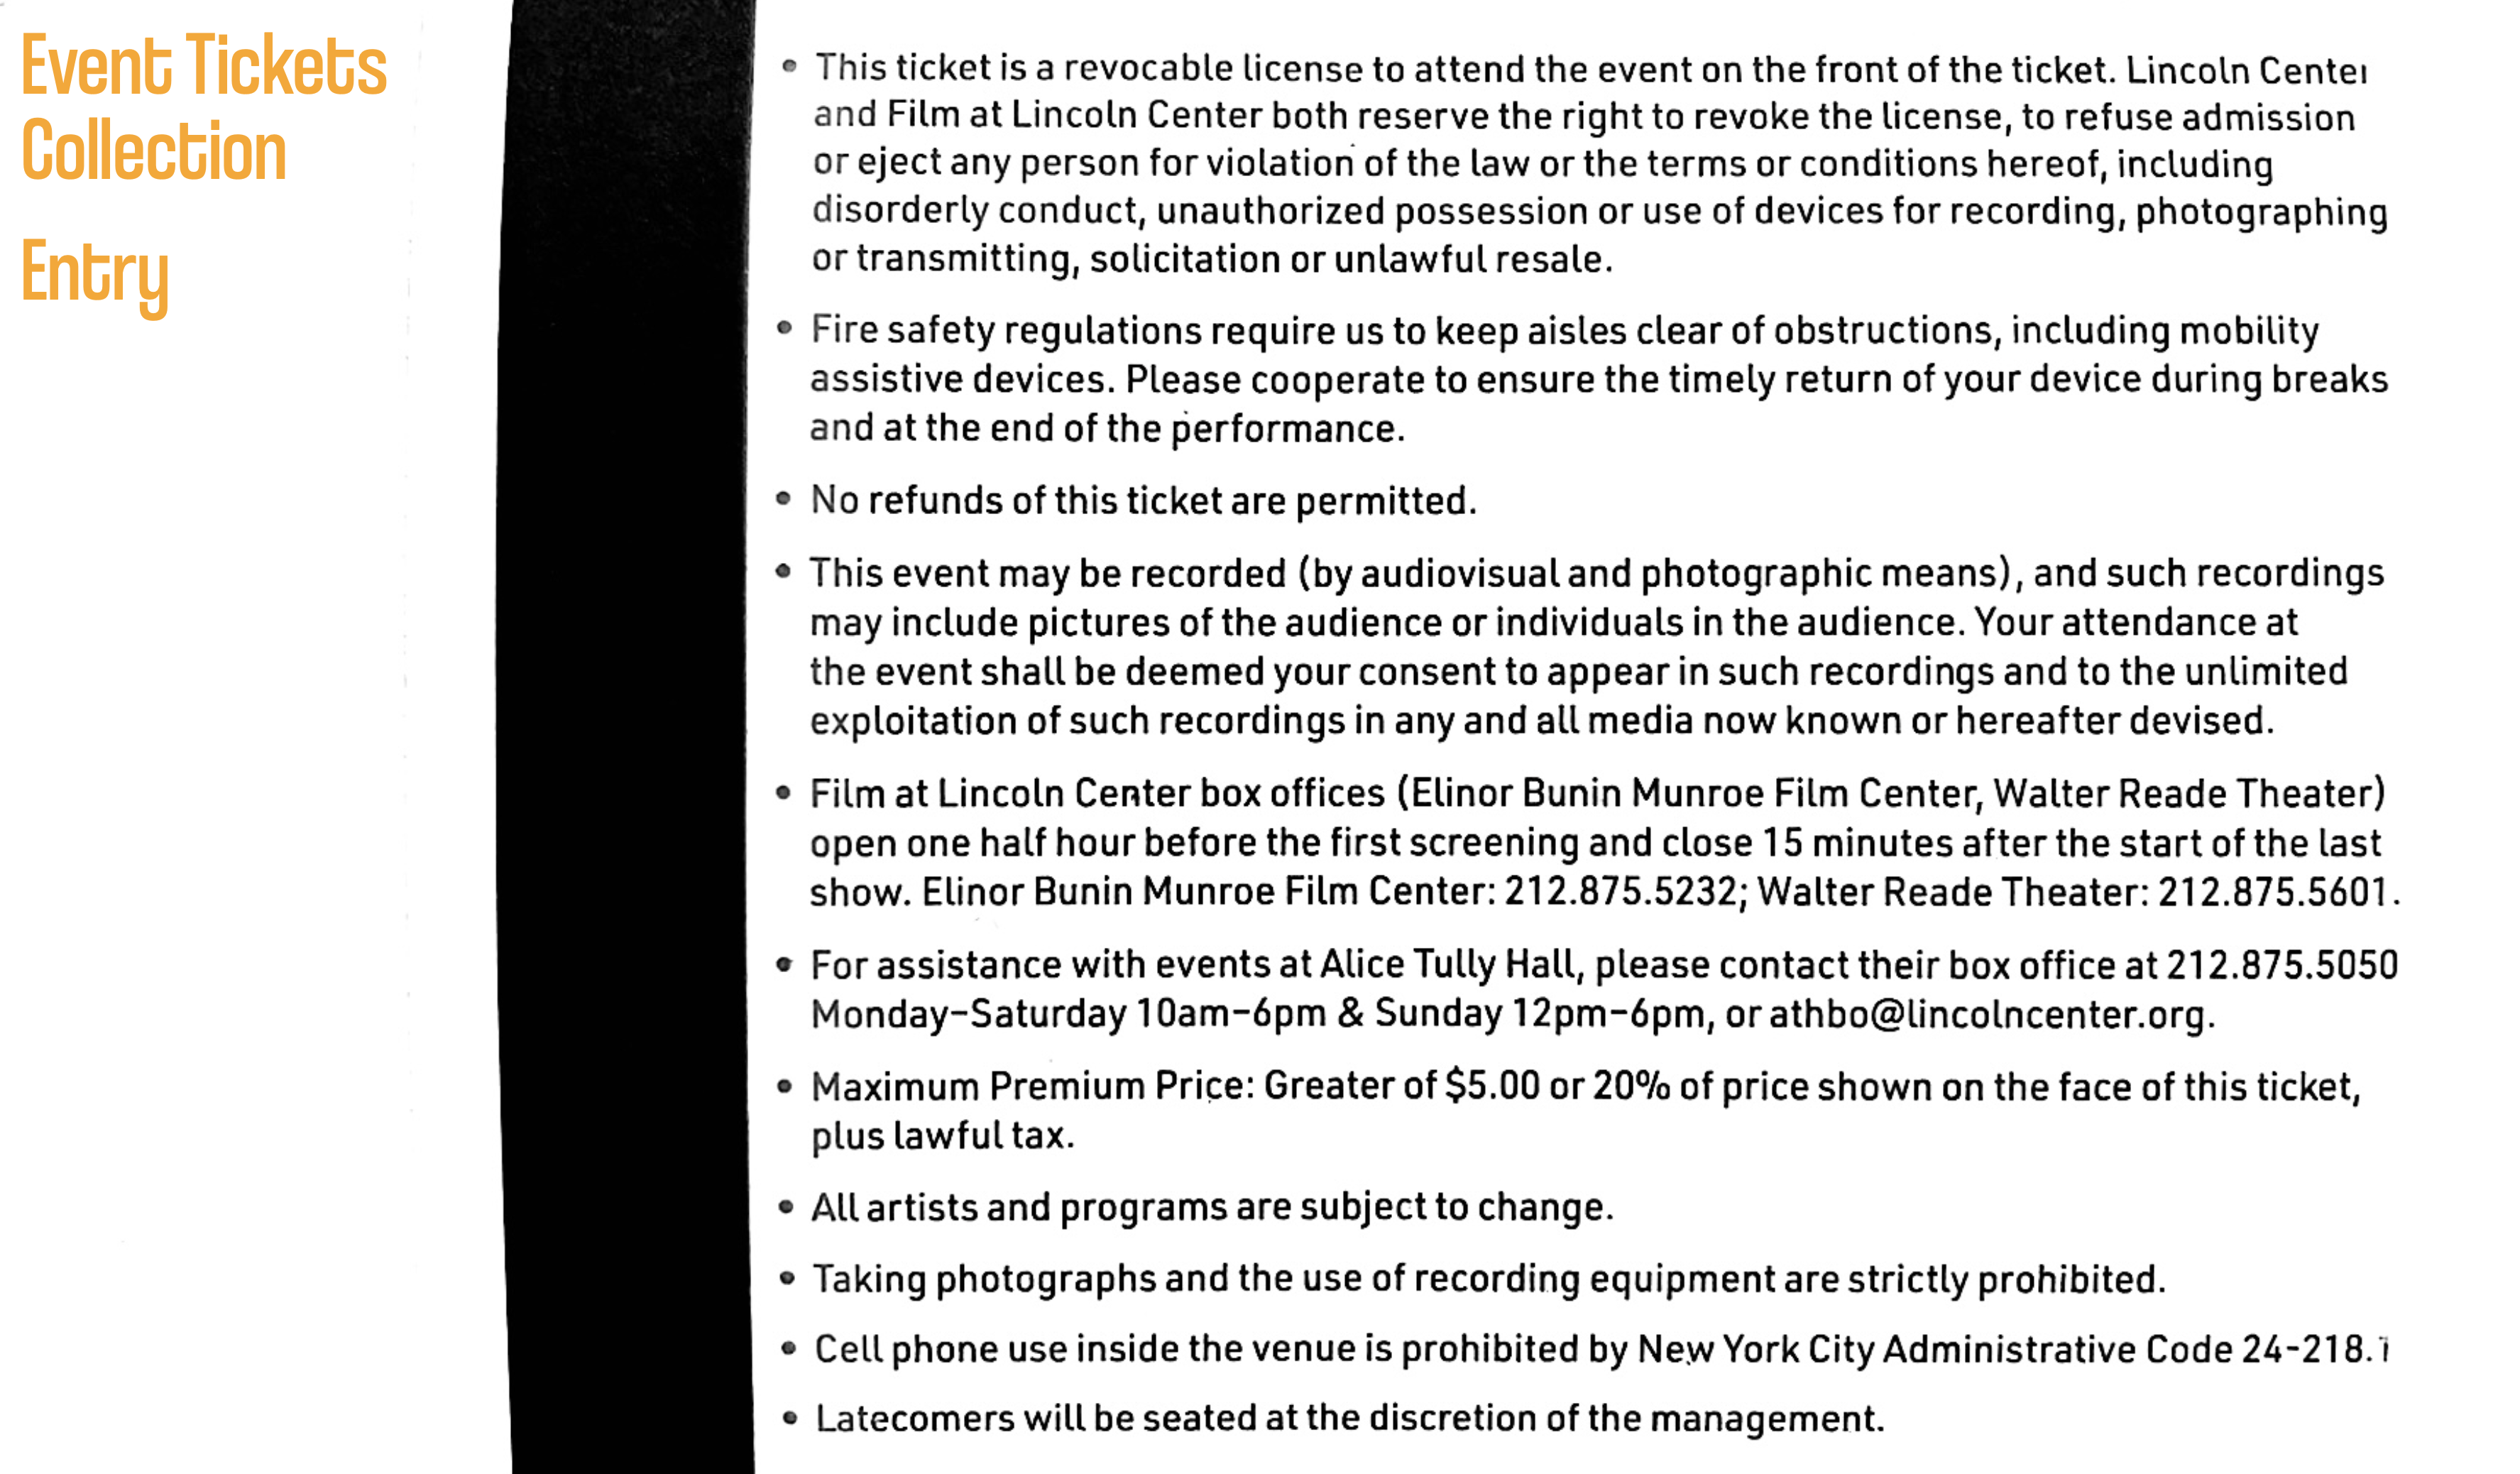 Event Tickets
Collection
Entry
• This ticket is a revocable license to attend the event on the front of the ticket. Lincoln Center
and Film at Lincoln Center both reserve the right to revoke the license, to refuse admission
or eject any person for violation of the law or the terms or conditions hereof, including
disorderly conduct, unauthorized possession or use of devices for recording, photographing
or transmitting, solicitation or unlawful resale.
• Fire safety regulations require us to keep aisles clear of obstructions, including mobility
assistive devices. Please cooperate to ensure the timely return of your device during breaks
and at the end of the performance.
• No refunds of this ticket are permitted.
• This event may be recorded (by audiovisual and photographic means), and such recordings
may include pictures of the audience or individuals in the audience. Your attendance at
the event shall be deemed your consent to appear in such recordings and to the unlimited
exploitation of such recordings in any and all media now known or hereafter devised.
• Film at Lincoln Center box offices (Elinor Bunin Munroe Film Center, Walter Reade Theater)
open one half hour before the first screening and close 15 minutes after the start of the last
show. Elinor Bunin Munroe Film Center: 212.875.5232; Walter Reade Theater: 212.875.5601.
• For assistance with events at Alice Tully Hall, please contact their box office at 212.875.5050
Monday–Saturday 10am–6pm & Sunday 12pm–6pm, or athbo@lincolncenter.org.
• Maximum Premium Price: Greater of $5.00 or 20% of price shown on the face of this ticket,
plus lawful tax.
• All artists and programs are subject to change.
• Taking photographs and the use of recording equipment are strictly prohibited.
• Cell phone use inside the venue is prohibited by New York City Administrative Code 24-218.1
• Latecomers will be seated at the discretion of the management.